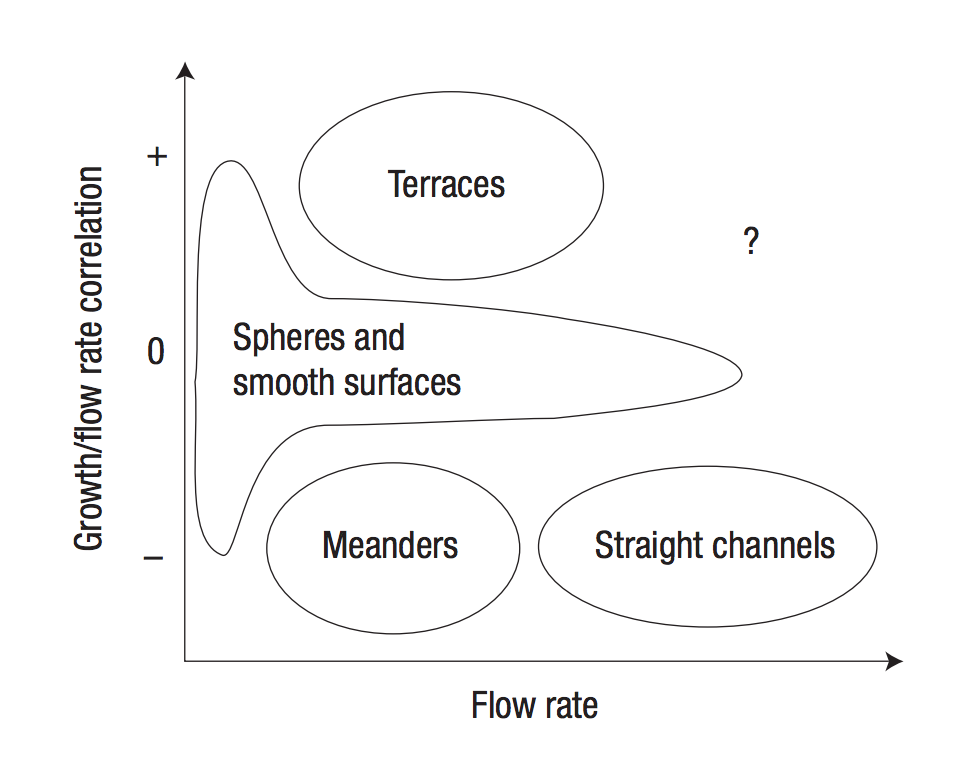 +
Terraces
?
Growth/flow rate correlation
0
Spheres and
smooth surfaces
Meanders
Straight channels
–
Flow rate